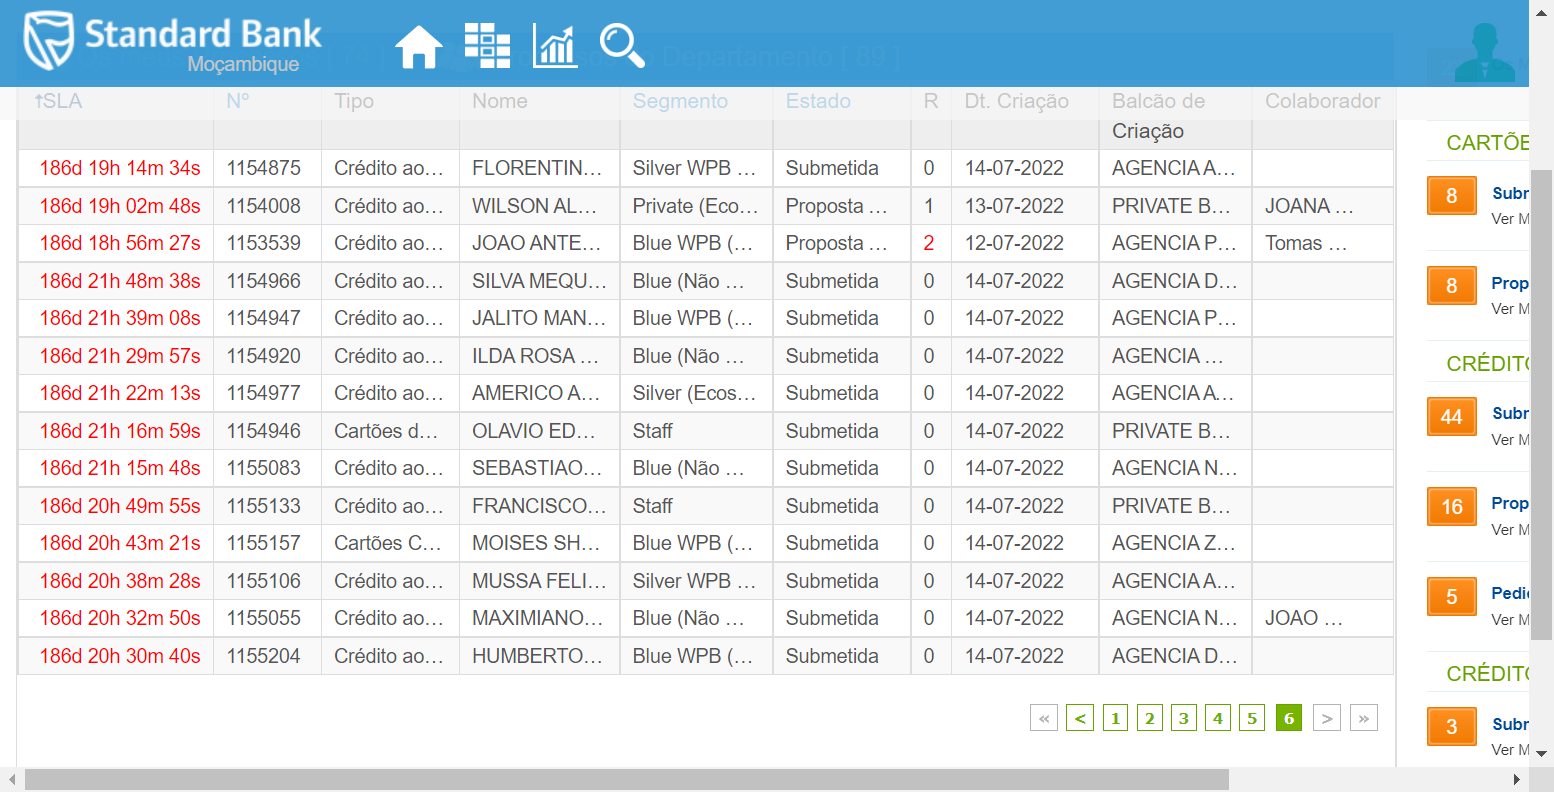 Standard Bank
Moçambique
Departamento [ 89 ]
↑SLA Nº Tipo Nome Segmento Estado R Dt. Criação Balcão de Criação Colaborador
186d 19h 14m 34s 1154875 Crédito ao… FLORENTIN… Silver WPB … Submetida 0 14-07-2022 AGENCIA A…
186d 19h 02m 48s 1154008 Crédito ao… WILSON AL… Private (Eco… Proposta … 1 13-07-2022 PRIVATE B… JOANA …
186d 18h 56m 27s 1153539 Crédito ao… JOAO ANTE… Blue WPB (… Proposta … 2 12-07-2022 AGENCIA P… Tomas …
186d 21h 48m 38s 1154966 Crédito ao… SILVA MEQU… Blue (Não … Submetida 0 14-07-2022 AGENCIA D…
186d 21h 39m 08s 1154947 Crédito ao… JALITO MAN… Blue WPB (… Submetida 0 14-07-2022 AGENCIA P…
186d 21h 29m 57s 1154920 Crédito ao… ILDA ROSA … Blue (Não … Submetida 0 14-07-2022 AGENCIA …
186d 21h 22m 13s 1154977 Crédito ao… AMERICO A… Silver (Ecos… Submetida 0 14-07-2022 AGENCIA A…
186d 21h 16m 59s 1154946 Cartões d… OLAVIO ED… Staff Submetida 0 14-07-2022 PRIVATE B…
186d 21h 15m 48s 1155083 Crédito ao… SEBASTIAO… Blue (Não … Submetida 0 14-07-2022 AGENCIA N…
186d 20h 49m 55s 1155133 Crédito ao… FRANCISCO… Staff Submetida 0 14-07-2022 PRIVATE B…
186d 20h 43m 21s 1155157 Cartões C… MOISES SH… Blue WPB (… Submetida 0 14-07-2022 AGENCIA Z…
186d 20h 38m 28s 1155106 Crédito ao… MUSSA FELI… Silver WPB … Submetida 0 14-07-2022 AGENCIA A…
186d 20h 32m 50s 1155055 Crédito ao… MAXIMIANO… Blue (Não … Submetida 0 14-07-2022 AGENCIA N… JOAO …
186d 20h 30m 40s 1155204 Crédito ao… HUMBERTO… Blue WPB (… Submetida 0 14-07-2022 AGENCIA D…
« < 1 2 3 4 5 6 > »
CARTÕE
8 Subr
Ver M
8 Prop
Ver M
CRÉDITO
44 Subr
Ver M
16 Prop
Ver M
5 Pedi
Ver M
CRÉDITO
3 Subr
Ver M